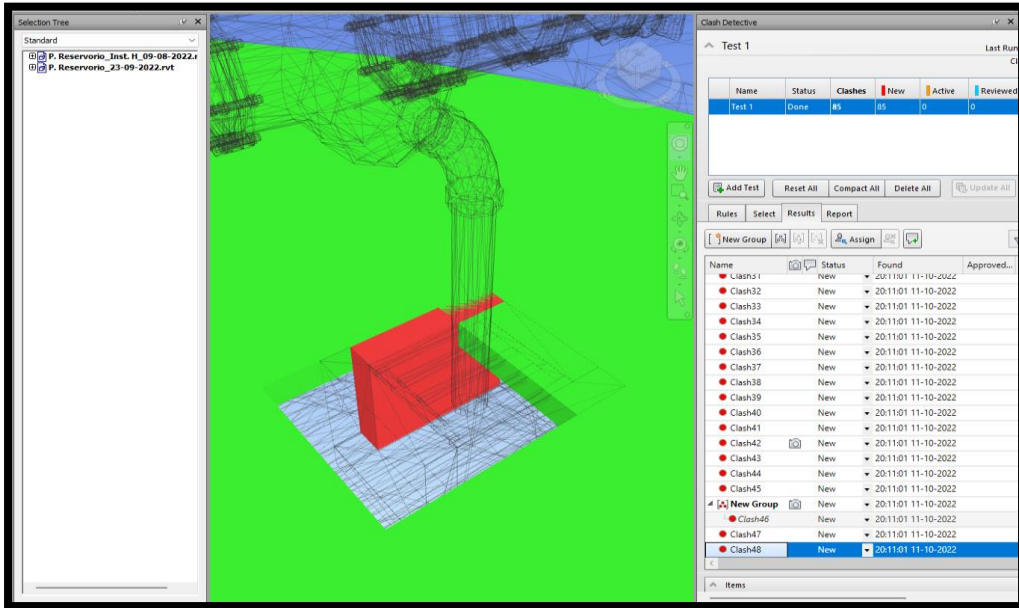 Selection Tree
Standard
P. Reservorio_Inst. H_09-08-2022.r
P. Reservorio_23-09-2022.rvt
Clash Detective
Test 1
Last Run
Cl
Name Status Clashes New Active Reviewed
Test 1 Done 85 85 0 0
Add Test Reset All Compact All Delete All Update All
Rules Select Results Report
New Group Assign
Name Status Found Approved...
Clash31 New 20:11:01 11-10-2022
Clash32 New 20:11:01 11-10-2022
Clash33 New 20:11:01 11-10-2022
Clash34 New 20:11:01 11-10-2022
Clash35 New 20:11:01 11-10-2022
Clash36 New 20:11:01 11-10-2022
Clash37 New 20:11:01 11-10-2022
Clash38 New 20:11:01 11-10-2022
Clash39 New 20:11:01 11-10-2022
Clash40 New 20:11:01 11-10-2022
Clash41 New 20:11:01 11-10-2022
Clash42 New 20:11:01 11-10-2022
Clash43 New 20:11:01 11-10-2022
Clash44 New 20:11:01 11-10-2022
Clash45 New 20:11:01 11-10-2022
New Group New 20:11:01 11-10-2022
Clash46 New 20:11:01 11-10-2022
Clash47 New 20:11:01 11-10-2022
Clash48 New 20:11:01 11-10-2022
Items